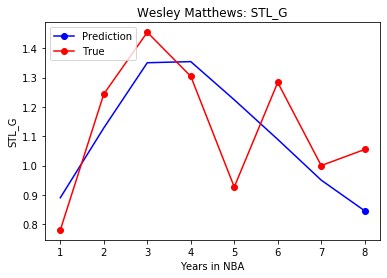 Wesley Matthews: STL_G
Prediction
True
STL_G
1.4
1.3
1.2
1.1
1.0
0.9
0.8
1 2 3 4 5 6 7 8
Years in NBA